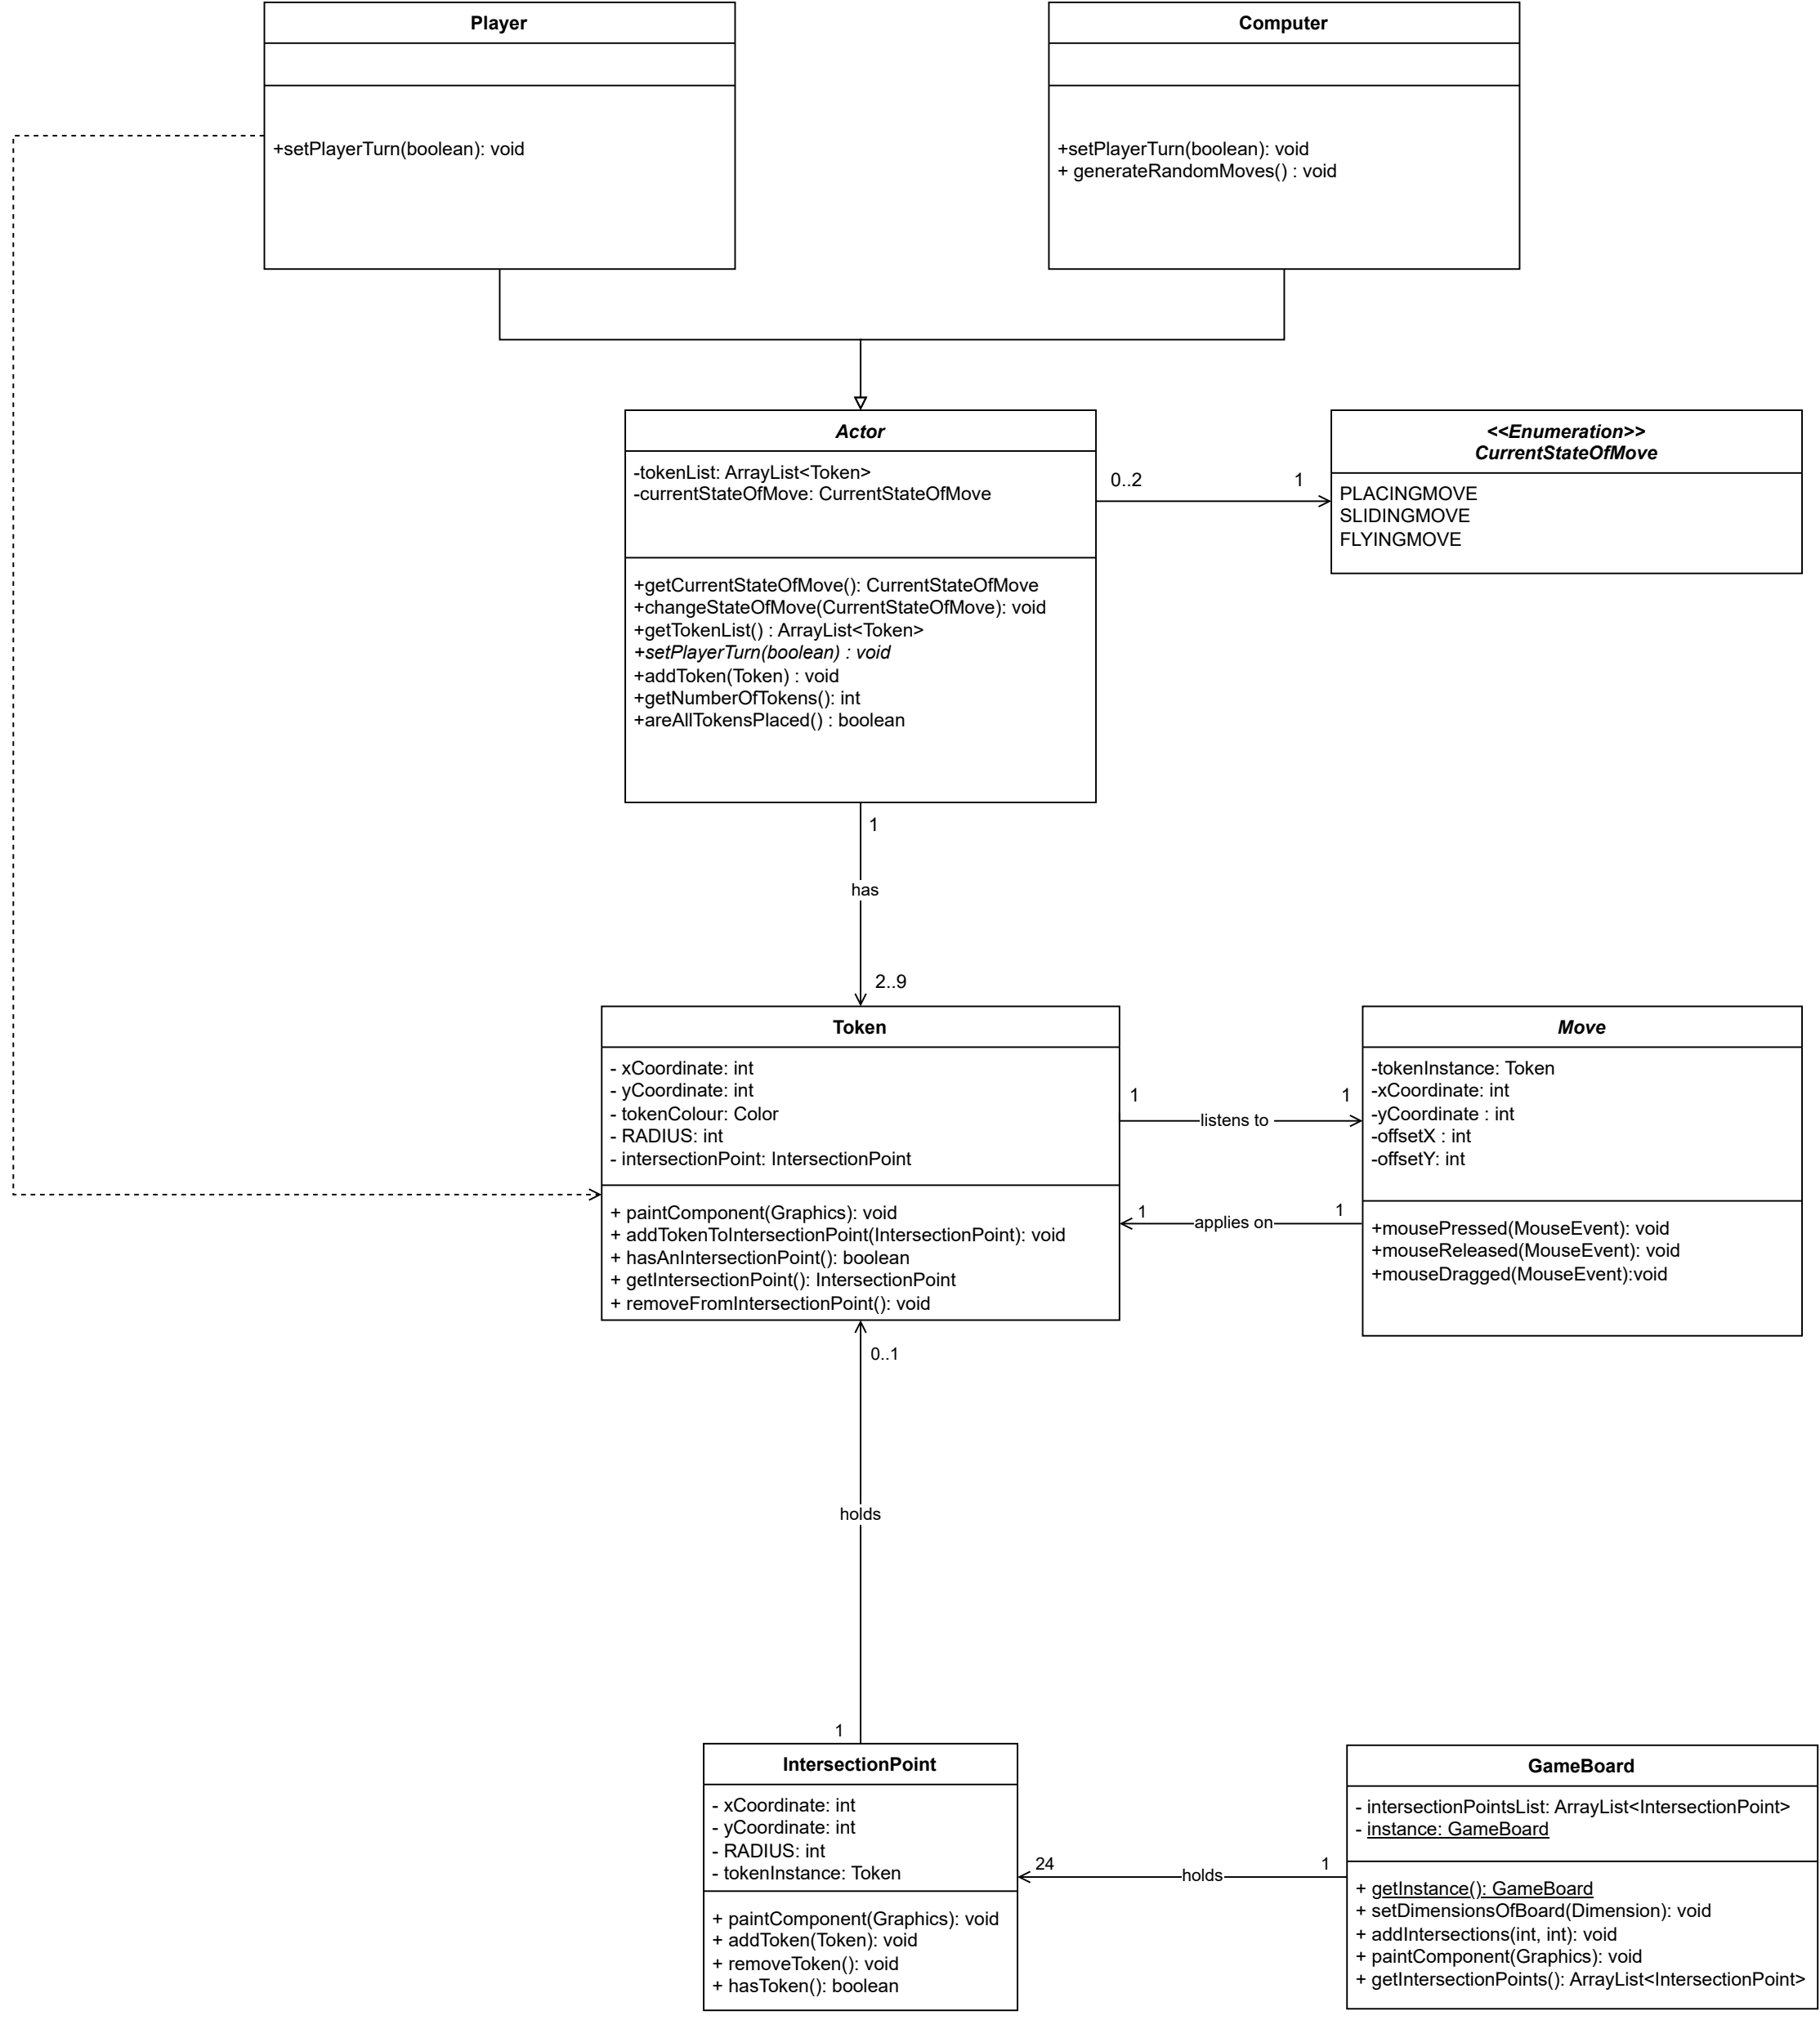 Player
+setPlayerTurn(boolean): void
Computer
+setPlayerTurn(boolean): void
+ generateRandomMoves() : void
Actor
-tokenList: ArrayList<Token>
-currentStateOfMove: CurrentStateOfMove
+getCurrentStateOfMove(): CurrentStateOfMove
+changeStateOfMove(CurrentStateOfMove): void
+getTokenList() : ArrayList<Token>
+setPlayerTurn(boolean) : void
+addToken(Token) : void
+getNumberOfTokens(): int
+areAllTokensPlaced() : boolean
0..2
1
<<Enumeration>>
CurrentStateOfMove
PLACINGMOVE
SLIDINGMOVE
FLYINGMOVE
1
has
2..9
Token
- xCoordinate: int
- yCoordinate: int
- tokenColour: Color
- RADIUS: int
- intersectionPoint: IntersectionPoint
+ paintComponent(Graphics): void
+ addTokenToIntersectionPoint(IntersectionPoint): void
+ hasAnIntersectionPoint(): boolean
+ getIntersectionPoint(): IntersectionPoint
+ removeFromIntersectionPoint(): void
1
listens to
1
1
applies on
1
Move
-tokenInstance: Token
-xCoordinate: int
-yCoordinate : int
-offsetX : int
-offsetY: int
+mousePressed(MouseEvent): void
+mouseReleased(MouseEvent): void
+mouseDragged(MouseEvent):void
0..1
holds
1
IntersectionPoint
- xCoordinate: int
- yCoordinate: int
- RADIUS: int
- tokenInstance: Token
+ paintComponent(Graphics): void
+ addToken(Token): void
+ removeToken(): void
+ hasToken(): boolean
24
holds
1
GameBoard
- intersectionPointsList: ArrayList<IntersectionPoint>
- instance: GameBoard
+ getInstance(): GameBoard
+ setDimensionsOfBoard(Dimension): void
+ addIntersections(int, int): void
+ paintComponent(Graphics): void
+ getIntersectionPoints(): ArrayList<IntersectionPoint>